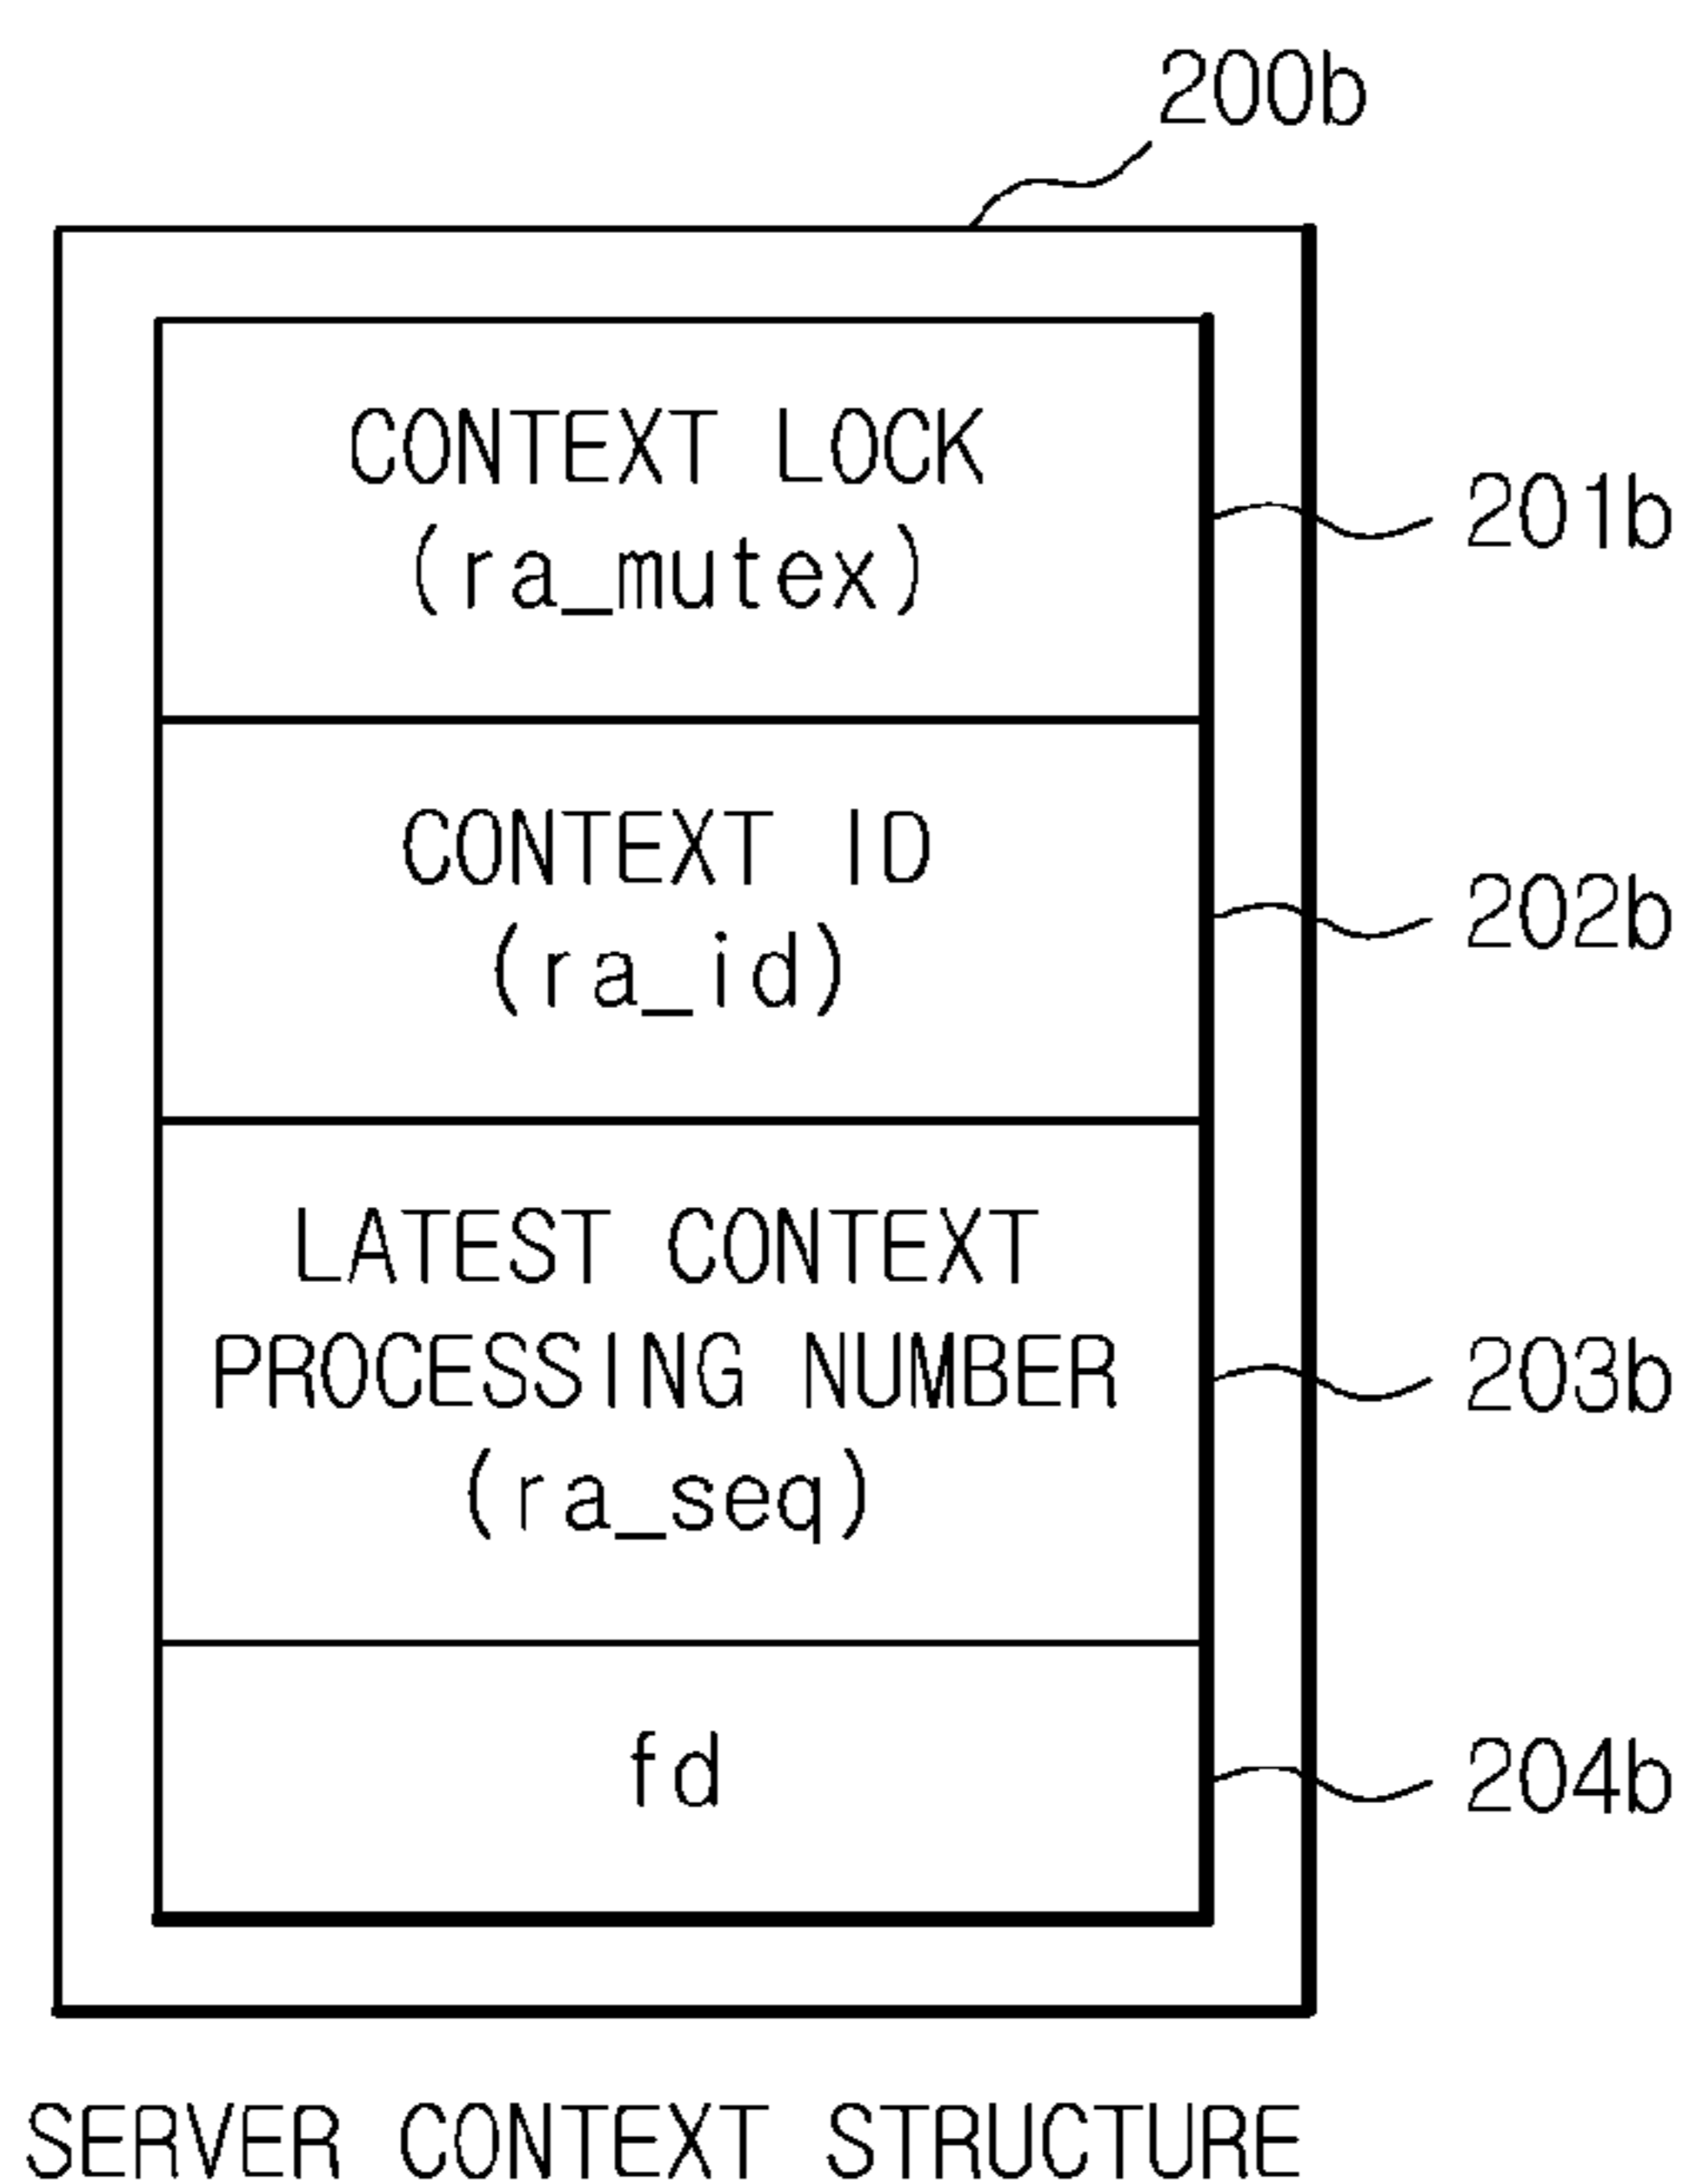 200b
CONTEXT LOCK
(ra_mutex)
201b
CONTEXT ID
(ra_id)
202b
LATEST CONTEXT
PROCESSING NUMBER
(ra_seq)
203b
fd
204b
SERVER CONTEXT STRUCTURE